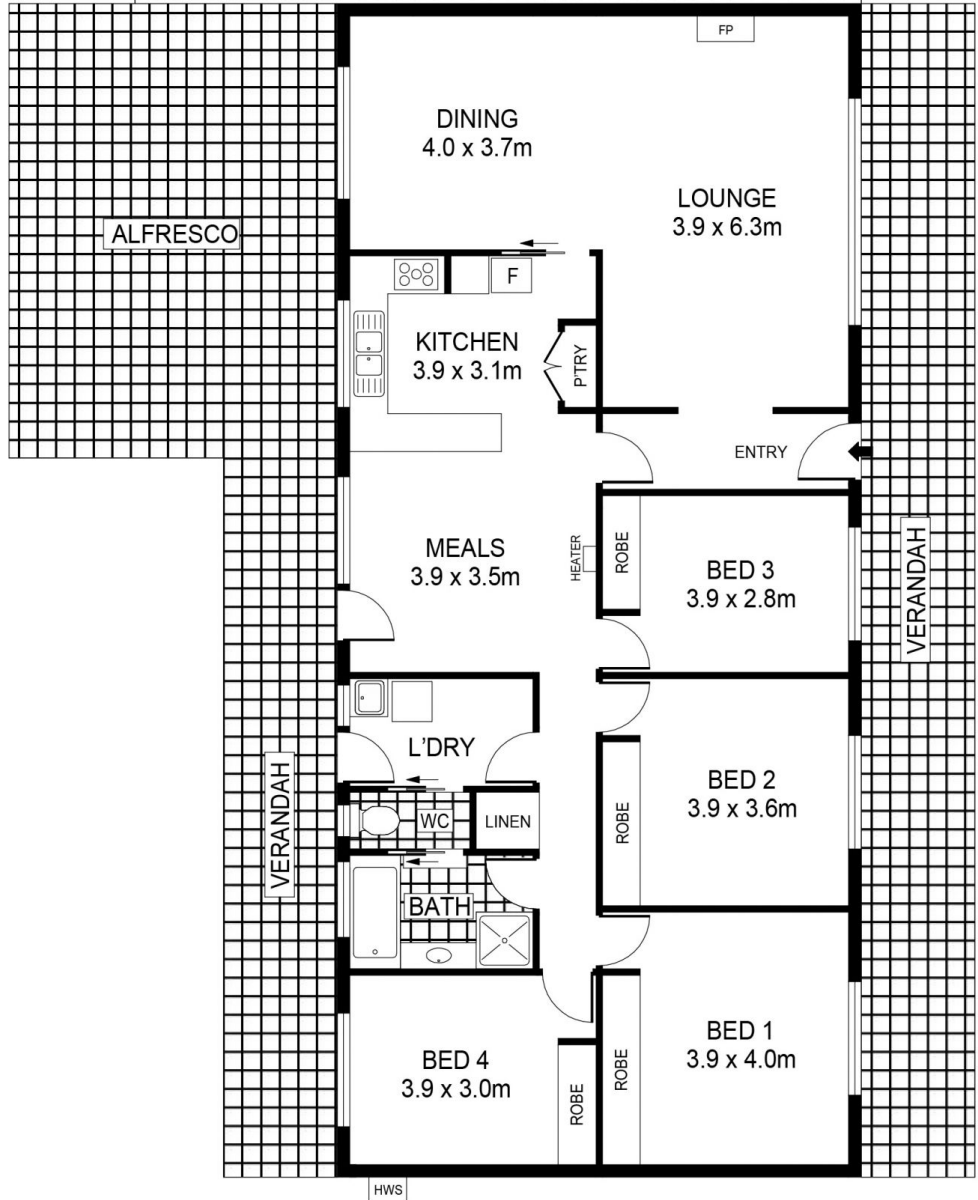 FP
DINING
4.0 x 3.7m
LOUNGE
3.9 x 6.3m
ALFRESCO
F
KITCHEN
3.9 x 3.1m
P'TRY
ENTRY
MEALS
3.9 x 3.5m
HEATER
ROBE
BED 3
3.9 x 2.8m
VERANDAH
L'DRY
BED 2
3.9 x 3.6m
ROBE
VERANDAH
WC
LINEN
BATH
BED 1
3.9 x 4.0m
ROBE
BED 4
3.9 x 3.0m
ROBE
HWS